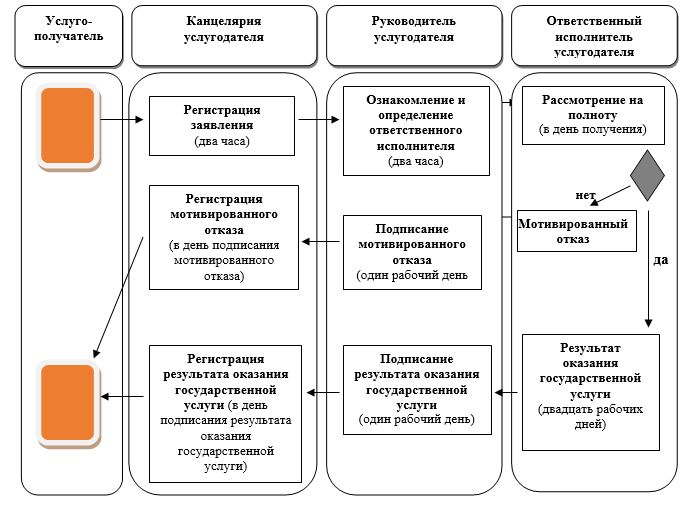 Услуго-
получатель
Канцелярия
услугодателя
Руководитель
услугодателя
Ответственный
исполнитель
услугодателя
Регистрация
заявления
(два часа)
Ознакомление и
определение
ответственного
исполнителя
(два часа)
Рассмотрение на
полноту
(в день получения)
нет
да
Мотивированный
отказ
Подписание
мотивированного
отказа
(один рабочий день
Регистрация
мотивированного
отказа
(в день подписания
мотивированного
отказа)
Результат
оказания
государственной
услуги
(двадцать рабочих
дней)
Подписание
результата оказания
государственной
услуги
(один рабочий день)
Регистрация
результата оказания
государственной
услуги (в день
подписания результата
оказания
государственной
услуги)